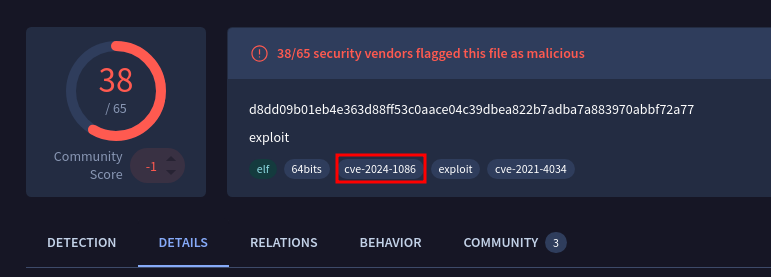 38
/ 65
Community
Score
-1
38/65 security vendors flagged this file as malicious
d8dd09b01eb4e363d88ff53c0aace04c39dbea822b7adba7a883970abbf72a77
exploit
elf 64bits cve-2024-1086 exploit cve-2021-4034
DETECTION DETAILS RELATIONS BEHAVIOR COMMUNITY 3